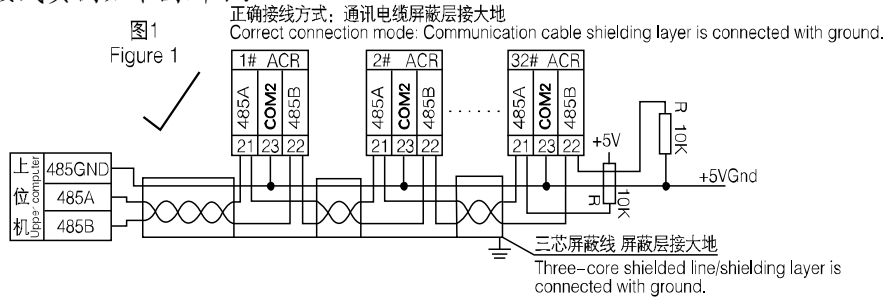 正确接线方式：通讯电缆屏蔽层接大地
图1
Correct connection mode: Communication cable shielding layer is connected with ground.
Figure 1
1# ACR
2# ACR
32# ACR
485A COM2 485B
485A COM2 485B
485A COM2 485B
......
R 10K
+5V
21 23 22
21 23 22
21 23 22
上位机 Upper computer
485GND
485A
485B
+5VGnd
R 10K
三芯屏蔽线 屏蔽层接大地
Three-core shielded line/shielding layer is
connected with ground.